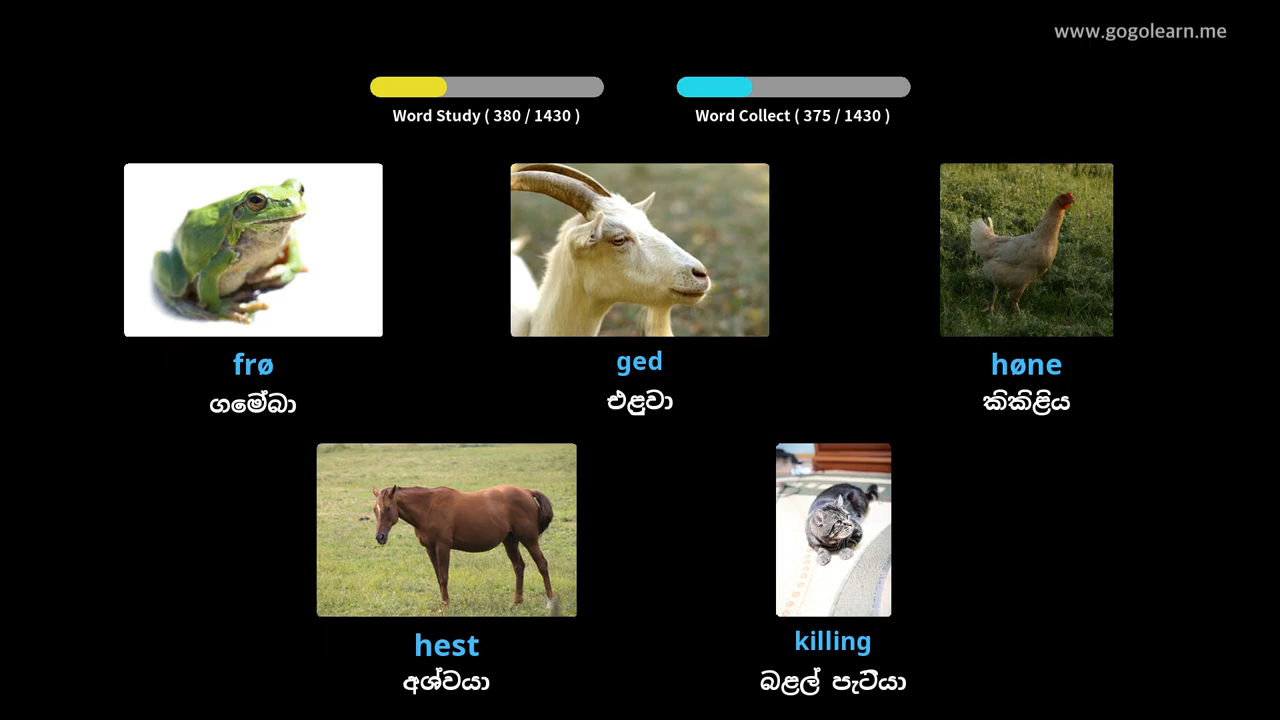 www.gogolearn.me
Word Study ( 380 / 1430 )
Word Collect ( 375 / 1430 )
frø
ගමේබා
ged
එළුවා
høne
කිකිළිය
hest
අශ්වයා
killing
බළල් පැටියා